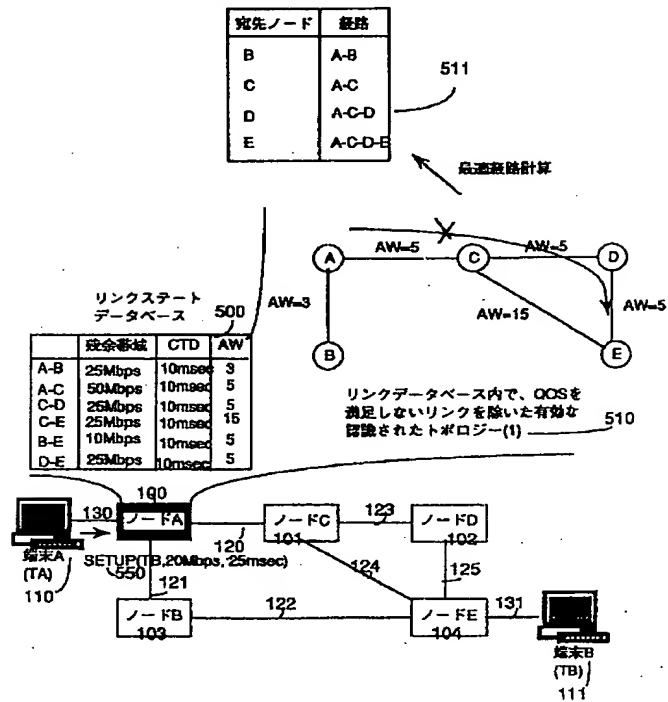 宛先ノード 経路
B A-B
C A-C
D A-C-D
E A-C-D-E
511
最適経路計算
A
AW=5
C
AW=5
D
AW=3
AW=15
AW=5
B
E
リンクステート
データベース
500
残余帯域 CTD AW
A-B 25Mbps 10msec 3
A-C 50Mbps 10msec 5
C-D 25Mbps 10msec 5
C-E 25Mbps 10msec 15
B-E 10Mbps 10msec 5
D-E 25Mbps 10msec 5
リンクデータベース内で、QOSを
満足しないリンクを除いた有効な
認識されたトポロジー(1)
510
100
130
ノードA
120
ノードC
101
123
ノードD
102
端末A
(TA)
110
SETUP(TB,20Mbps, 25msec)
550
121
124
125
ノードB
103
122
ノードE
104
131
端末B
(TB)
111